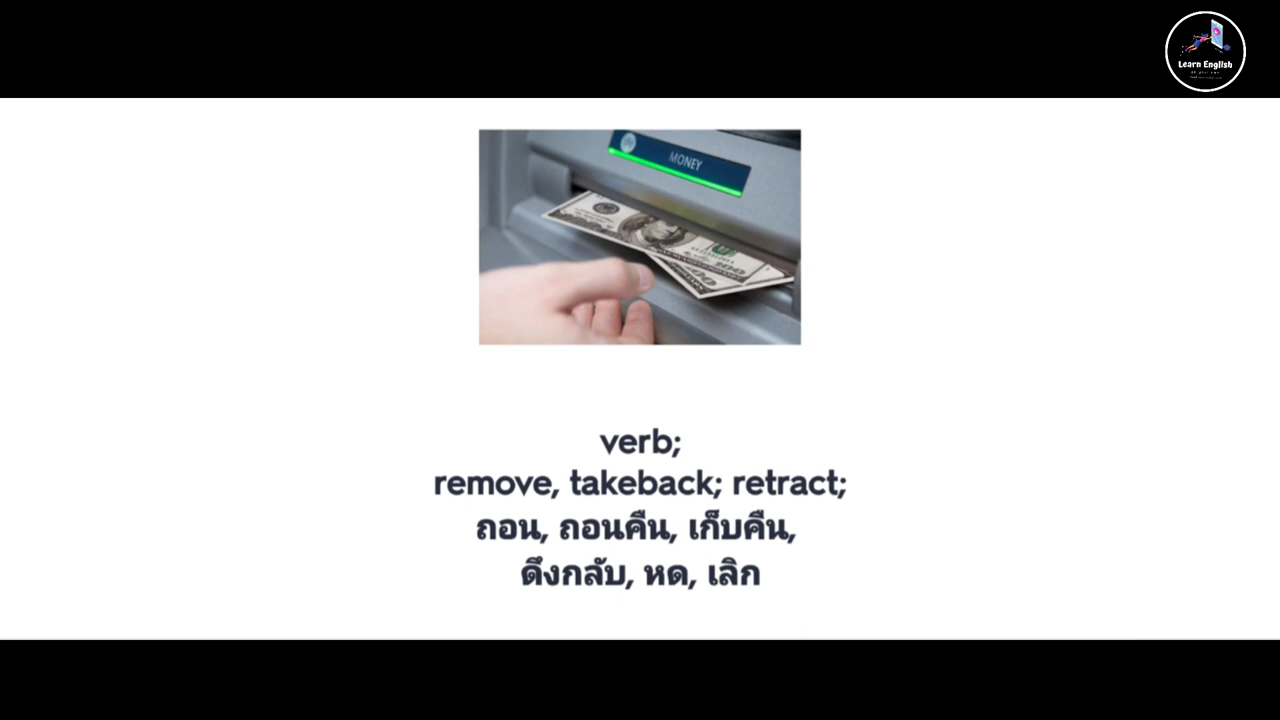 Learn English
MONEY
verb;
remove, takeback; retract;
ถอน, ถอนคืน, เก็บคืน,
ดึงกลับ, หด, เลิก